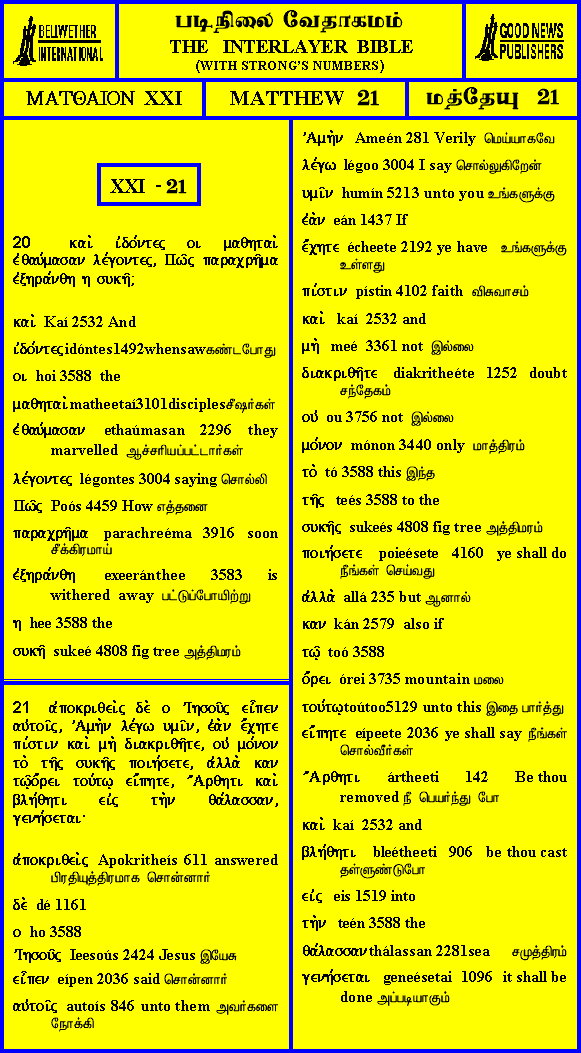 BELLWETHER
INTERNATIONAL
படிநிலை வேதாகமம்
THE INTERLAYER BIBLE
(WITH STRONG'S NUMBERS)
GOOD NEWS
PUBLISHERS
ΜΑΤΘΑΙΟΝ XXI
MATTHEW 21
மத்தேயு 21
XXI - 21
20 καὶ ἰδόντες οι μαθηταὶ
ἐθαύμασαν λέγοντες, Πῶς παραχρῆμα
ἐξηράνθη η συκῆ;
καὶ Kaí 2532 And
ἰδόντες idóntes1492whensaw கண்டபோது
οι hoi 3588 the
μαθηταὶ matheetaí3101disciples சீஷர்கள்
ἐθαύμασαν ethaúmasan 2296 they
marvelled ஆச்சரியப்பட்டார்கள்
λέγοντες légontes 3004 saying சொல்லி
Πῶς Poós 4459 How எத்தனை
παραχρῆμα parachreéma 3916 soon
சீக்கிரமாய்
ἐξηράνθη exeeránthee 3583 is
withered away பட்டுப்போயிற்று
η hee 3588 the
συκῆ sukeé 4808 fig tree அத்திமரம்
21 ἀποκριθεὶς δὲ ο Ἰησοῦς εἶπεν
αὐτοῖς, Ἀμὴν λέγω υμῖν, ἐὰν ἔχητε
πίστιν καὶ μὴ διακριθῆτε, οὐ μόνον
τὸ τῆς συκῆς ποιήσετε, ἀλλὰ καν
τῷὄρει τούτῳ εἴπητε, Ἄρθητι καὶ
βλήθητι εἰς τὴν θάλασσαν,
γενήσεται·
ἀποκριθεὶς Apokritheís 611 answered
பிரதியுத்திரமாக சொன்னார்
δὲ dé 1161
ο ho 3588
Ἰησοῦς Ieesoús 2424 Jesus இயேசு
εἶπεν eípen 2036 said சொன்னார்
αὐτοῖς autoís 846 unto them அவர்களை
நோக்கி
Ἀμὴν Ameén 281 Verily மெய்யாகவே
λέγω légoo 3004 I say சொல்லுகிறேன்
υμῖν humín 5213 unto you உங்களுக்கு
ἐὰν eán 1437 If
ἔχητε écheete 2192 ye have உங்களுக்கு
உள்ளது
πίστιν pístin 4102 faith விசுவாசம்
καὶ kaí 2532 and
μὴ meé 3361 not இல்லை
διακριθῆτε diakritheéte 1252 doubt
சந்தேகம்
οὐ ou 3756 not இல்லை
μόνον mónon 3440 only மாத்திரம்
τὸ tó 3588 this இந்த
τῆς teés 3588 to the
συκῆς sukeés 4808 fig tree அத்திமரம்
ποιήσετε poieésete 4160 ye shall do
நீங்கள் செய்வது
ἀλλὰ allá 235 but ஆனால்
καν kán 2579 also if
τῷ toó 3588
ὄρει órei 3735 mountain மலை
τούτῳ toútoo5129 unto this இதை பார்த்து
εἴπητε eípeete 2036 ye shall say நீங்கள்
சொல்வீர்கள்
Ἄρθητι ártheeti 142 Be thou
removed நீ பெயர்ந்து போ
καὶ kaí 2532 and
βλήθητι bleétheeti 906 be thou cast
தள்ளுண்டுபோ
εἰς eis 1519 into
τὴν teén 3588 the
θάλασσαν thálassan 2281sea சமுத்திரம்
γενήσεται geneésetai 1096 it shall be
done அப்படியாகும்